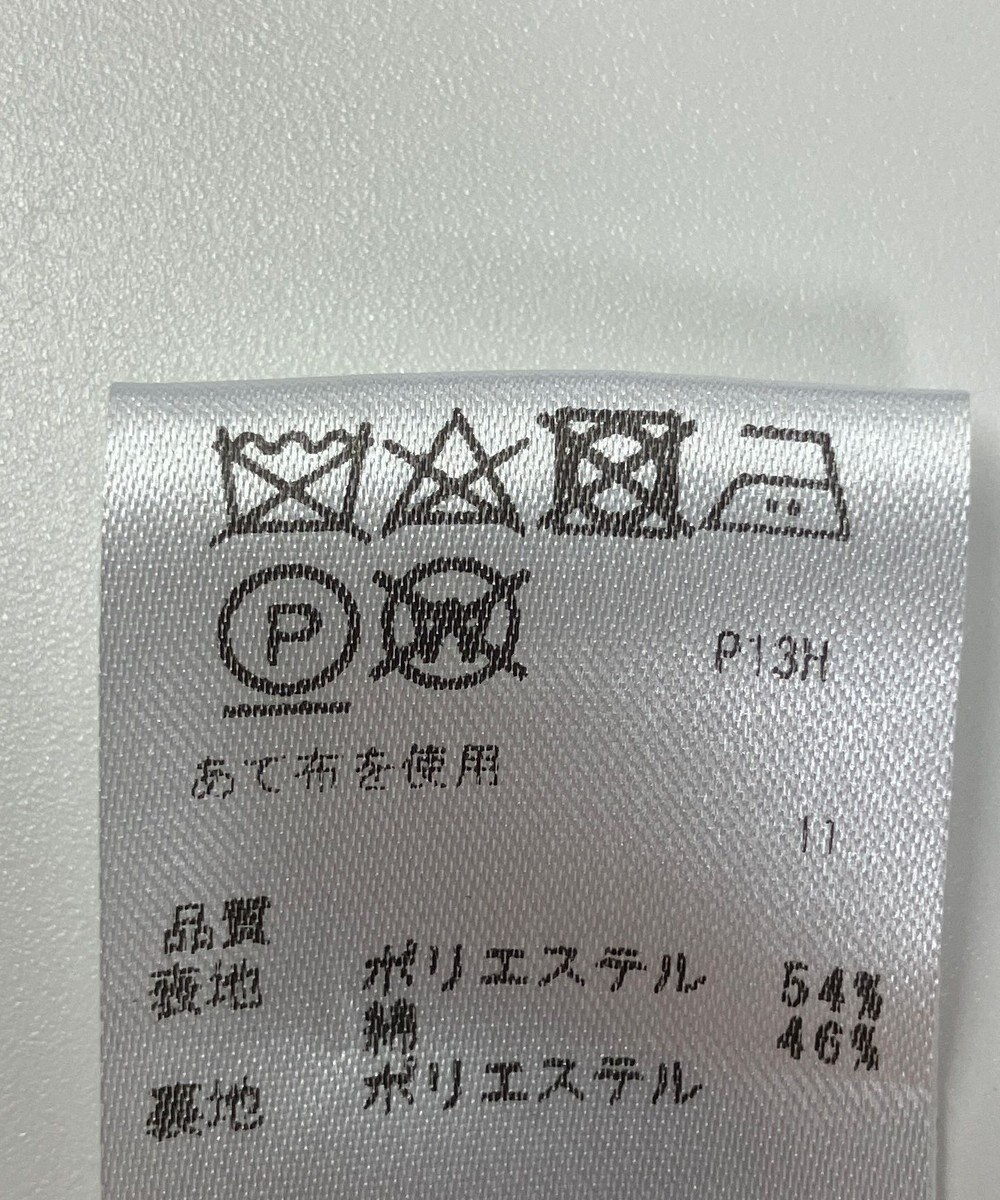 P W
P13H
あて布を使用
11
品質
表地 ポリエステル 54%
綿 46%
裏地 ポリエステル